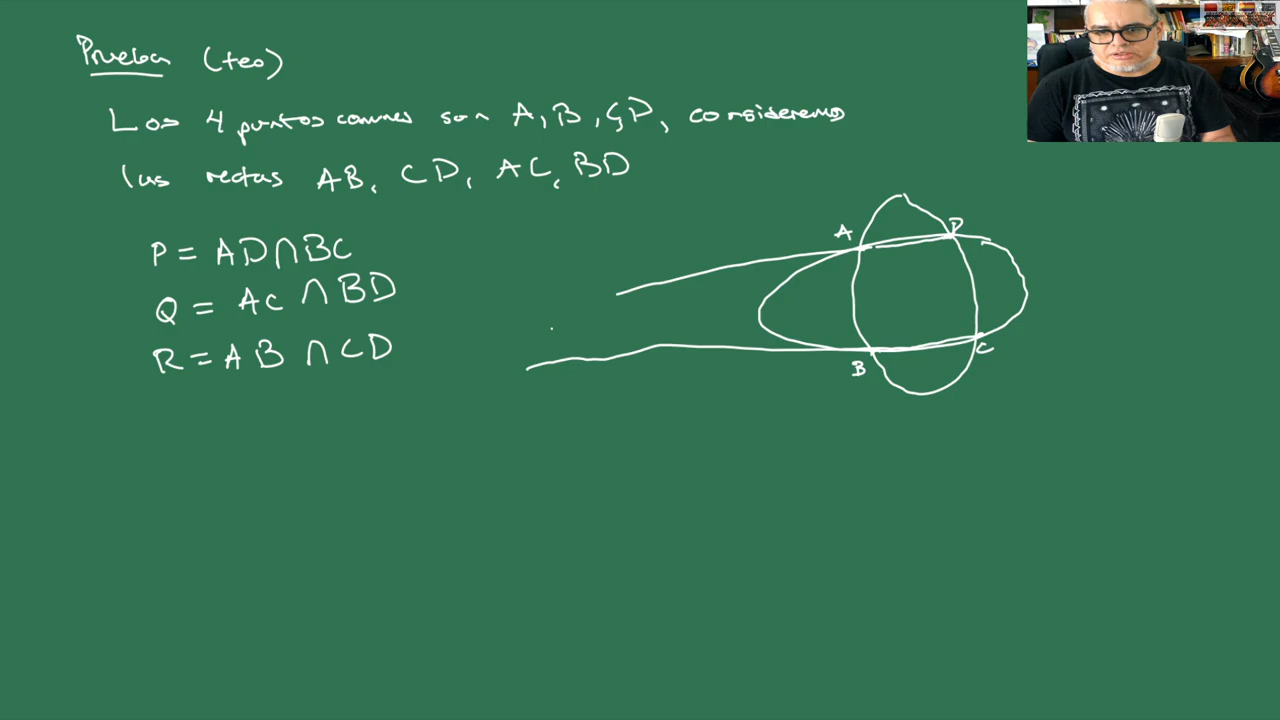 Prueba (teo)
Los 4 puntos comunes son A, B, C, D, consideremos
las rectas AB, CD, AC, BD
P = AD ∩ BC
Q = AC ∩ BD
R = AB ∩ CD
A
D
B
C